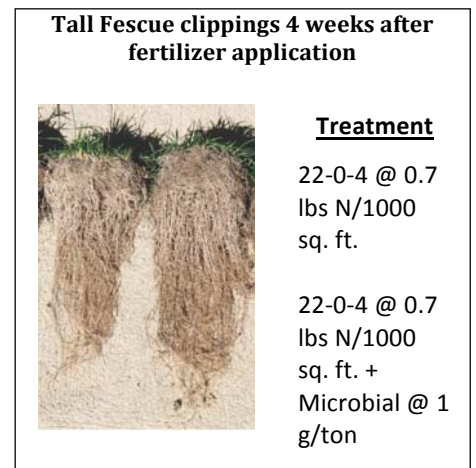 Tall Fescue clippings 4 weeks after
fertilizer application
Treatment
22-0-4 @ 0.7
lbs N/1000
sq. ft.
22-0-4 @ 0.7
lbs N/1000
sq. ft. +
Microbial @ 1
g/ton